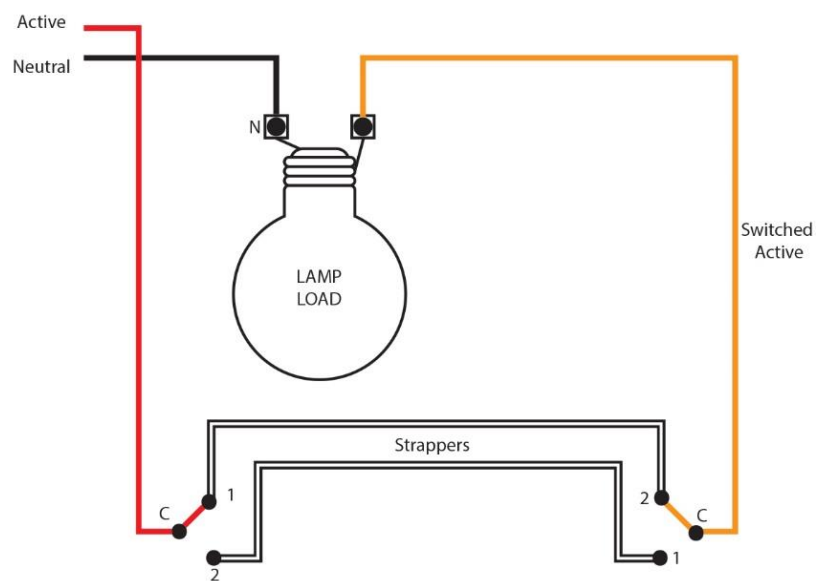 Active
Neutral
N
Switched
Active
LAMP
LOAD
Strappers
1
2
C
C
2
1